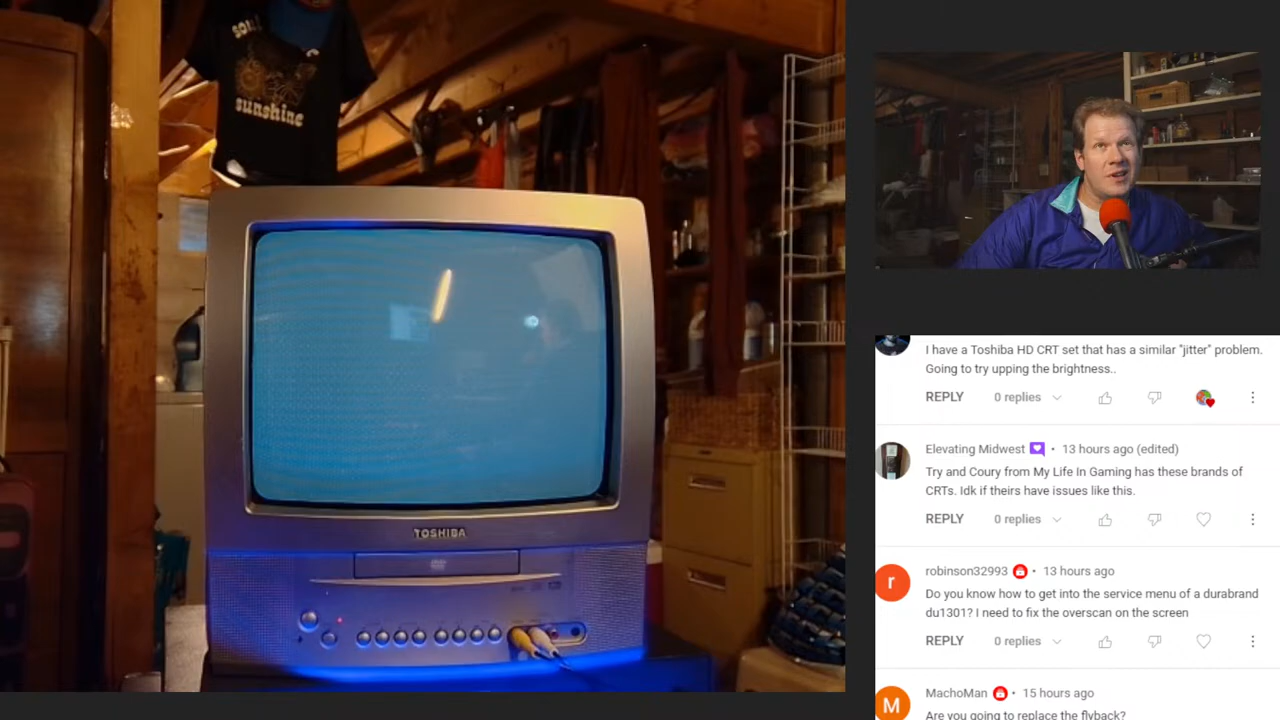 soul
sunshine
TOSHIBA
I have a Toshiba HD CRT set that has a similar "jitter" problem.
Going to try upping the brightness..
REPLY 0 replies
Elevating Midwest • 13 hours ago (edited)
Try and Coury from My Life In Gaming has these brands of
CRTs. Idk if theirs have issues like this.
REPLY 0 replies
r
robinson32993 • 13 hours ago
Do you know how to get into the service menu of a durabrand
du1301? I need to fix the overscan on the screen
REPLY 0 replies
M
MachoMan • 15 hours ago
Are you going to replace the flyback?